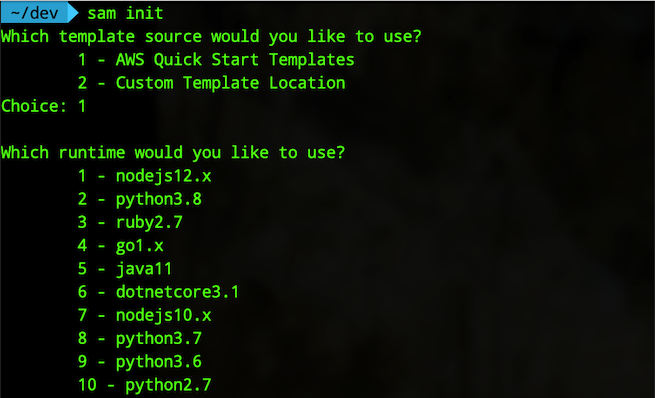 ~/dev sam init
Which template source would you like to use?
1 - AWS Quick Start Templates
2 - Custom Template Location
Choice: 1
Which runtime would you like to use?
1 - nodejs12.x
2 - python3.8
3 - ruby2.7
4 - go1.x
5 - java11
6 - dotnetcore3.1
7 - nodejs10.x
8 - python3.7
9 - python3.6
10 - python2.7